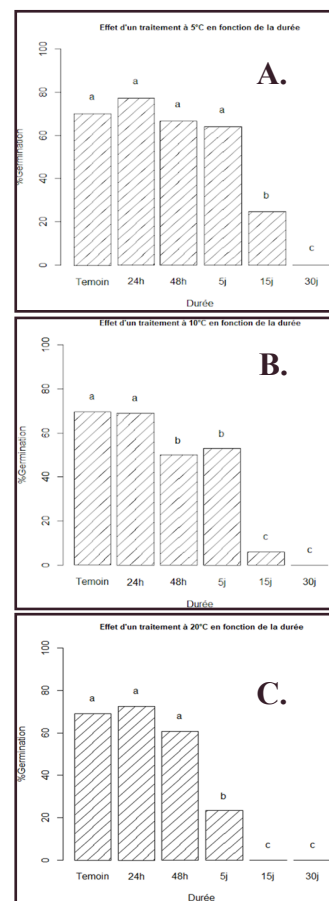 Effet d'un traitement à 5°C en fonction de la durée
A.
%Germination
0 20 40 60 80 100
a a a a b c
Temoin 24h 48h 5j 15j 30j
Durée
Effet d'un traitement à 10°C en fonction de la durée
B.
%Germination
0 20 40 60 80 100
a a b b c c
Temoin 24h 48h 5j 15j 30j
Durée
Effet d'un traitement à 20°C en fonction de la durée
C.
%Germination
0 20 40 60 80 100
a a a b c c
Temoin 24h 48h 5j 15j 30j
Durée